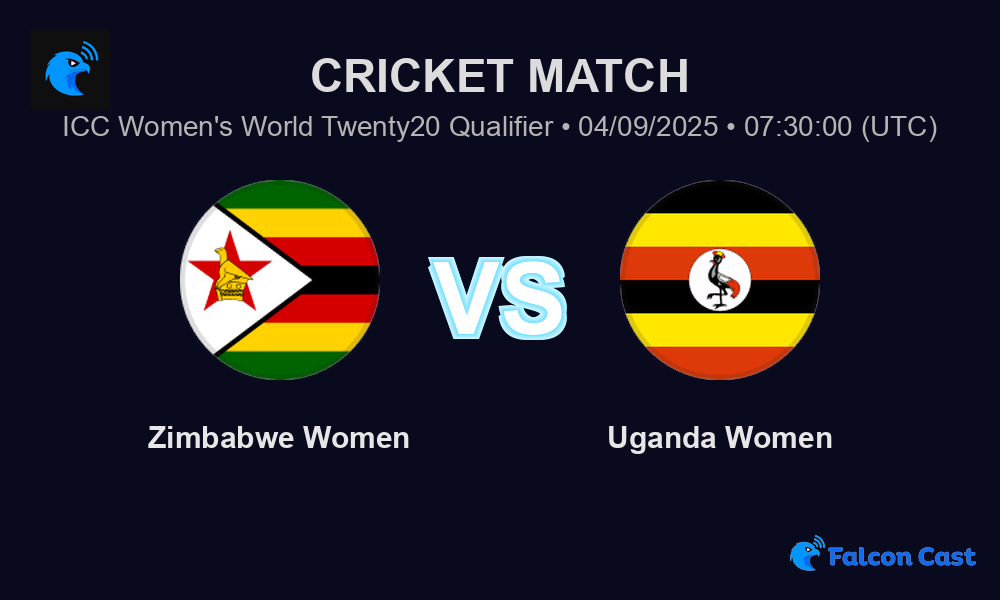 CRICKET MATCH
ICC Women's World Twenty20 Qualifier • 04/09/2025 • 07:30:00 (UTC)
VS
Zimbabwe Women
Uganda Women
Falcon Cast